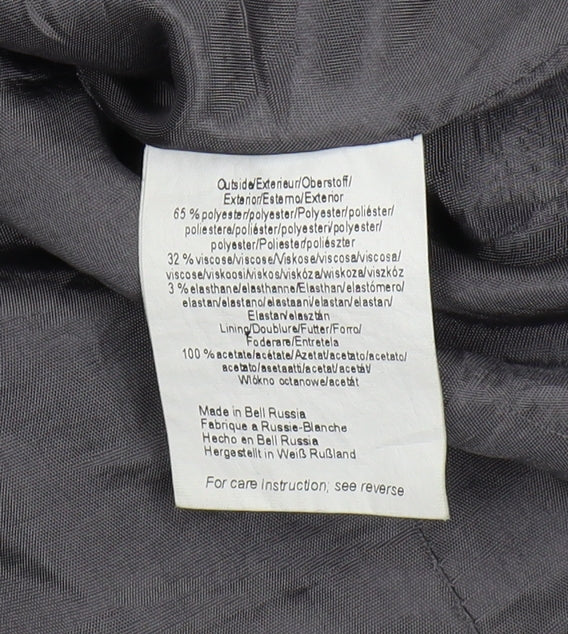 Outside/Exterieur/Oberstoff/
Exterior/Esterno/Exterior
65 % polyester/polyester/Polyester/poliéster/
poliestere/poliéster/polyesteri/polyester/
polyester/Poliester/poliészter
32 % viscose/viscose/Viskose/viscosa/viscosa/
viscose/viskoosi/viskos/viskóza/wiskoza/viszkóz
3 % elasthane/elasthanne/Elasthan/elastómero/
elastan/elastano/elastaan/elastan/elastan/
Elastan/elasztán
Lining/Doublure/Futter/Forro/
Foderare/Entretela
100 % acetate/acétate/Azetat/acetato/acetato/
acetato/asetaatti/acetat/acetát/
Wlókno octanowe/acetát
Made in Bell Russia
Fabrique a Russie-Blanche
Hecho en Bell Russia
Hergestellt in Weiß Rußland
For care Instruction; see reverse